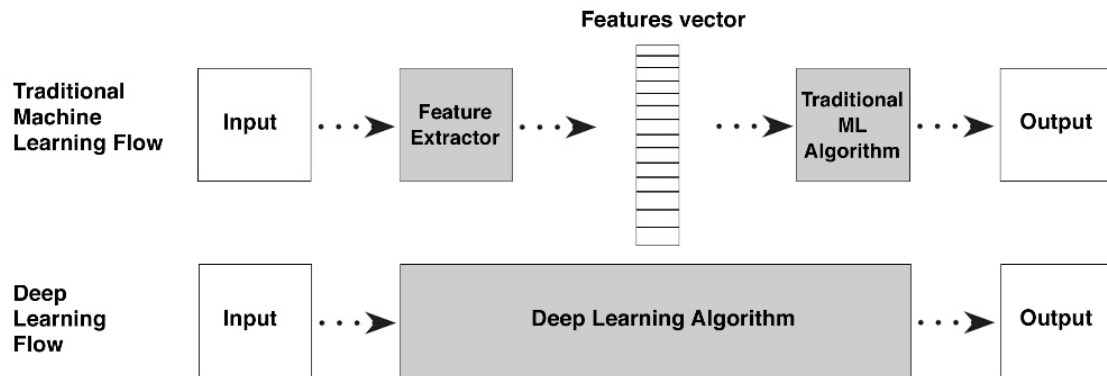 Features vector
Traditional
Machine
Learning Flow
Input
Feature
Extractor
Traditional
ML
Algorithm
Output
Deep
Learning
Flow
Input
Deep Learning Algorithm
Output